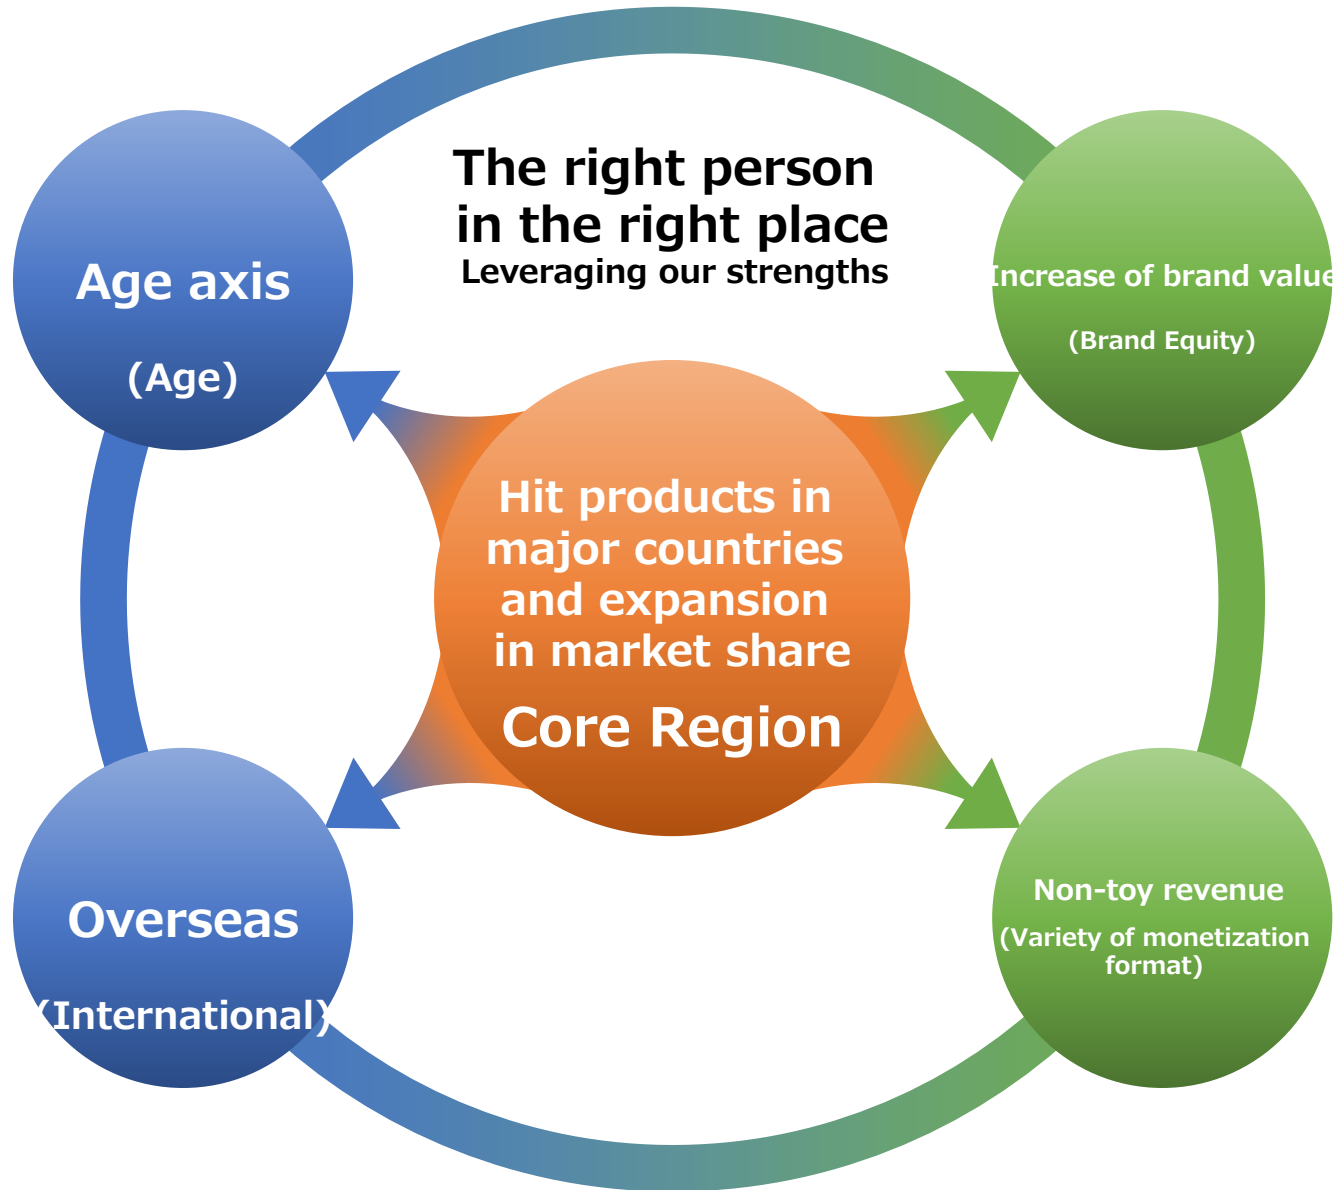 The right person
in the right place
Leveraging our strengths
Age axis
(Age)
Increase of brand value
(Brand Equity)
Hit products in
major countries
and expansion
in market share
Core Region
Overseas
(International)
Non-toy revenue
(Variety of monetization
format)